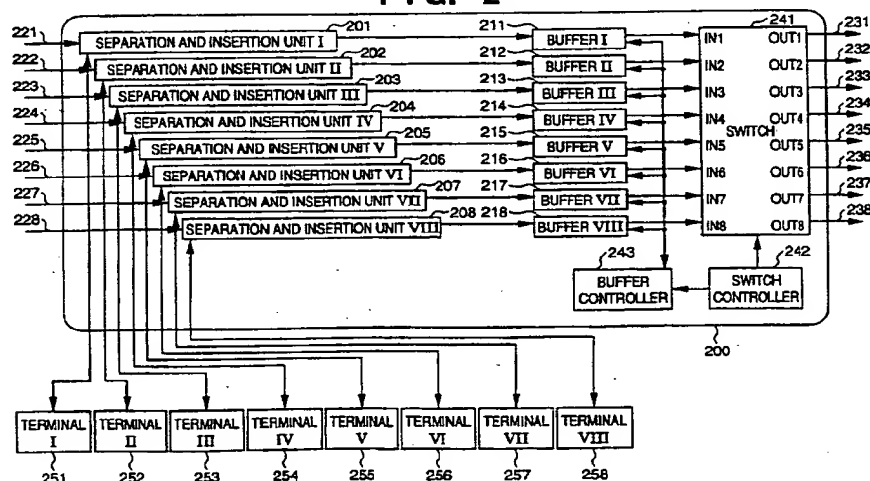 FIG. 2
221 SEPARATION AND INSERTION UNIT I 201 211 BUFFER I IN1 241 OUT1 231
222 SEPARATION AND INSERTION UNIT II 202 212 BUFFER II IN2 OUT2 232
223 SEPARATION AND INSERTION UNIT III 203 213 BUFFER III IN3 OUT3 233
224 SEPARATION AND INSERTION UNIT IV 204 214 BUFFER IV IN4 OUT4 234
SWITCH
225 SEPARATION AND INSERTION UNIT V 205 215 BUFFER V IN5 OUT5 235
226 SEPARATION AND INSERTION UNIT VI 206 216 BUFFER VI IN6 OUT6 236
227 SEPARATION AND INSERTION UNIT VII 207 217 BUFFER VII IN7 OUT7 237
228 SEPARATION AND INSERTION UNIT VIII 208 218 BUFFER VIII IN8 OUT8 238
243 242
BUFFER CONTROLLER SWITCH CONTROLLER
200
TERMINAL I TERMINAL II TERMINAL III TERMINAL IV TERMINAL V TERMINAL VI TERMINAL VII TERMINAL VIII
251 252 253 254 255 256 257 258